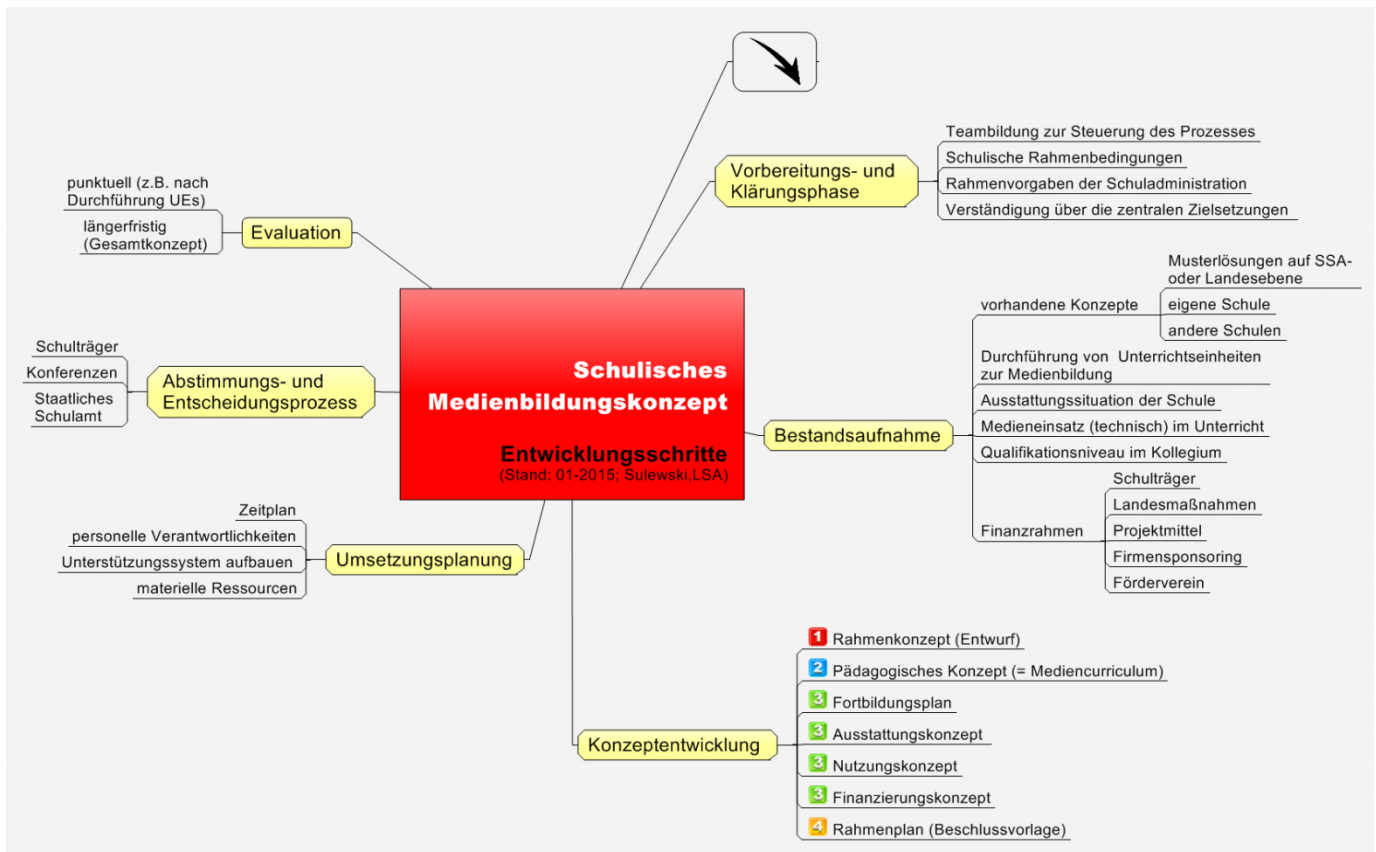 Schulisches
Medienbildungskonzept
Entwicklungsschritte
(Stand: 01-2015; Sulewski,LSA)
Vorbereitungs- und
Klärungsphase
Teambildung zur Steuerung des Prozesses
Schulische Rahmenbedingungen
Rahmenvorgaben der Schuladministration
Verständigung über die zentralen Zielsetzungen
Bestandsaufnahme
vorhandene Konzepte
Musterlösungen auf SSA-
oder Landesebene
eigene Schule
andere Schulen
Durchführung von Unterrichtseinheiten
zur Medienbildung
Ausstattungssituation der Schule
Medieneinsatz (technisch) im Unterricht
Qualifikationsniveau im Kollegium
Finanzrahmen
Schulträger
Landesmaßnahmen
Projektmittel
Firmensponsoring
Förderverein
Konzeptentwicklung
1 Rahmenkonzept (Entwurf)
2 Pädagogisches Konzept (= Mediencurriculum)
3 Fortbildungsplan
3 Ausstattungskonzept
3 Nutzungskonzept
3 Finanzierungskonzept
4 Rahmenplan (Beschlussvorlage)
Umsetzungsplanung
Zeitplan
personelle Verantwortlichkeiten
Unterstützungssystem aufbauen
materielle Ressourcen
Abstimmungs- und
Entscheidungsprozess
Schulträger
Konferenzen
Staatliches
Schulamt
Evaluation
punktuell (z.B. nach
Durchführung UEs)
längerfristig
(Gesamtkonzept)